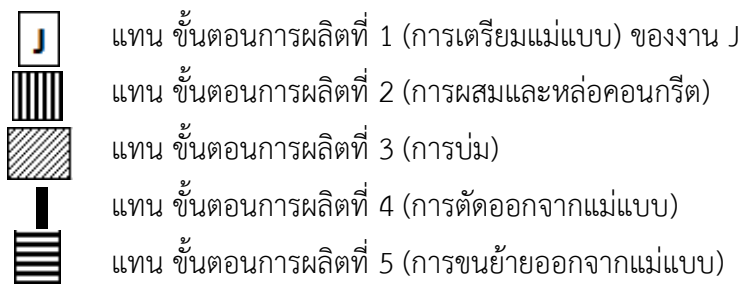 J แทน ขั้นตอนการผลิตที่ 1 (การเตรียมแม่แบบ) ของงาน J
แทน ขั้นตอนการผลิตที่ 2 (การผสมและหล่อคอนกรีต)
แทน ขั้นตอนการผลิตที่ 3 (การบ่ม)
แทน ขั้นตอนการผลิตที่ 4 (การตัดออกจากแม่แบบ)
แทน ขั้นตอนการผลิตที่ 5 (การขนย้ายออกจากแม่แบบ)